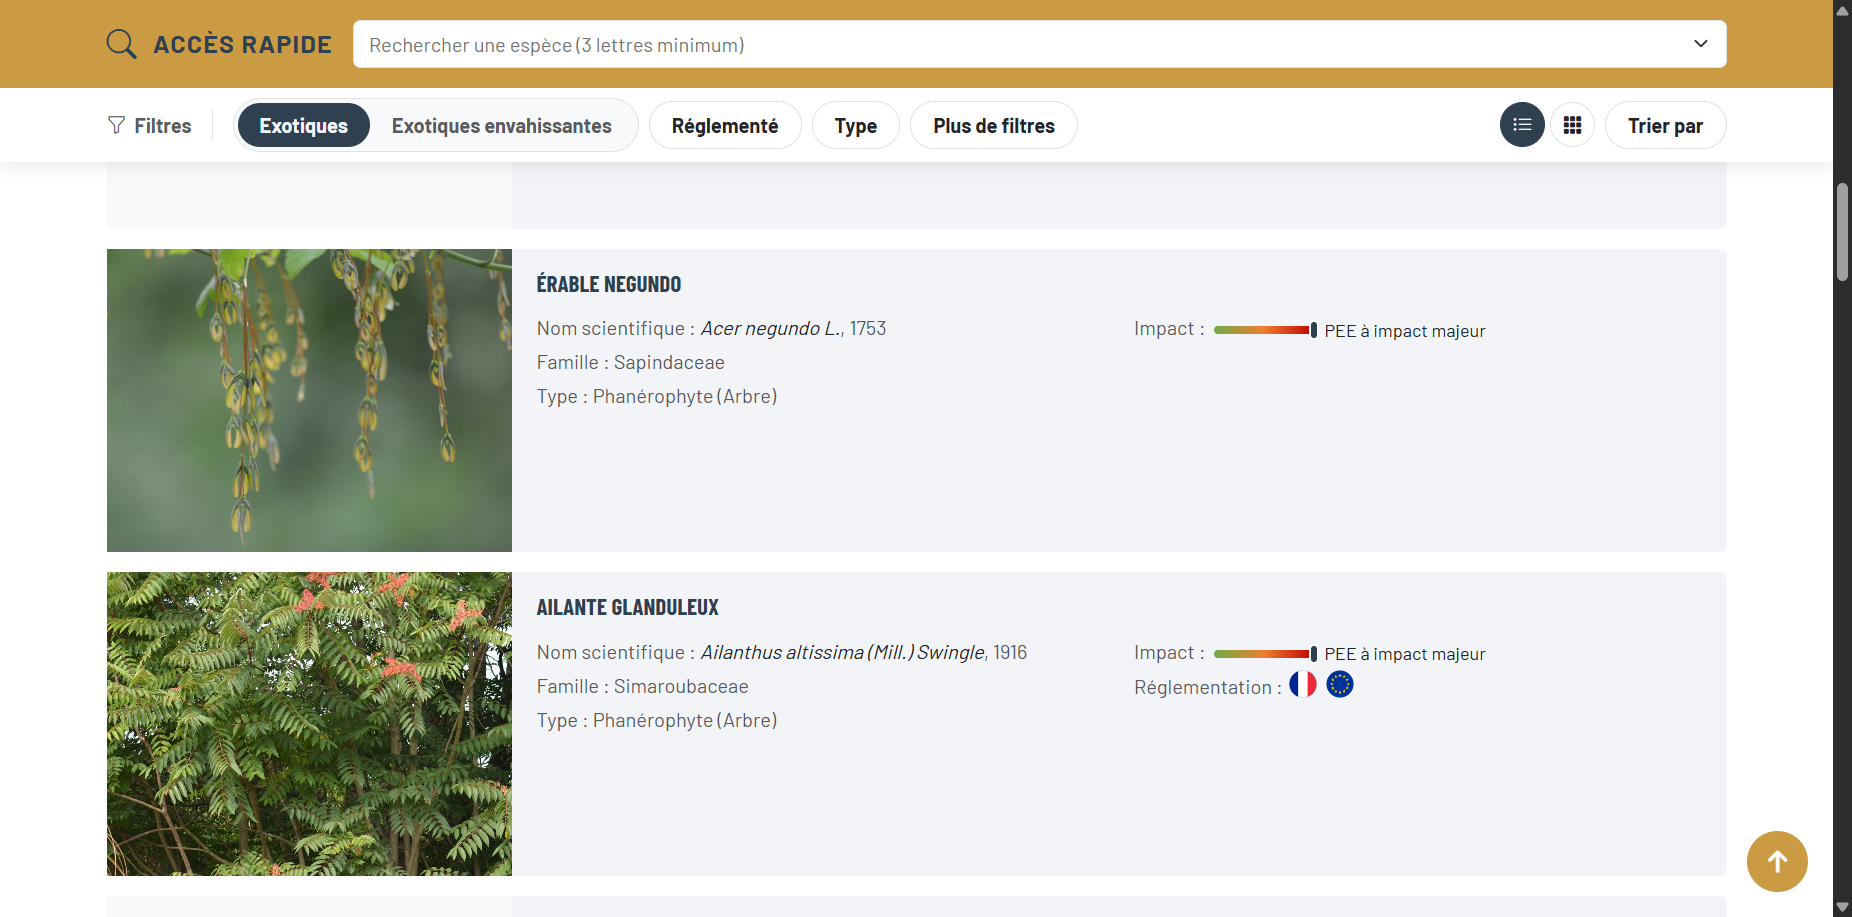 ACCÈS RAPIDE
Rechercher une espèce (3 lettres minimum)
Filtres
Exotiques
Exotiques envahissantes
Réglementé
Type
Plus de filtres
Trier par
ÉRABLE NEGUNDO
Nom scientifique : Acer negundo L., 1753
Impact : PEE à impact majeur
Famille : Sapindaceae
Type : Phanérophyte (Arbre)
AILANTE GLANDULEUX
Nom scientifique : Ailanthus altissima (Mill.) Swingle, 1916
Impact : PEE à impact majeur
Famille : Simaroubaceae
Réglementation :
Type : Phanérophyte (Arbre)